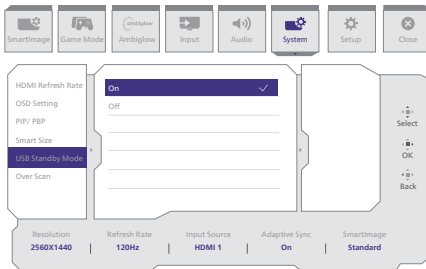 SmartImage
Game Mode
ambiglow
Ambiglow
Input
Audio
System
Setup
Close
HDMI Refresh Rate
OSD Setting
PIP/ PBP
Smart Size
USB Standby Mode
Over Scan
On
Off
Select
OK
Back
Resolution Refresh Rate Input Source Adaptive Sync SmartImage
2560X1440 | 120Hz | HDMI 1 | On | Standard